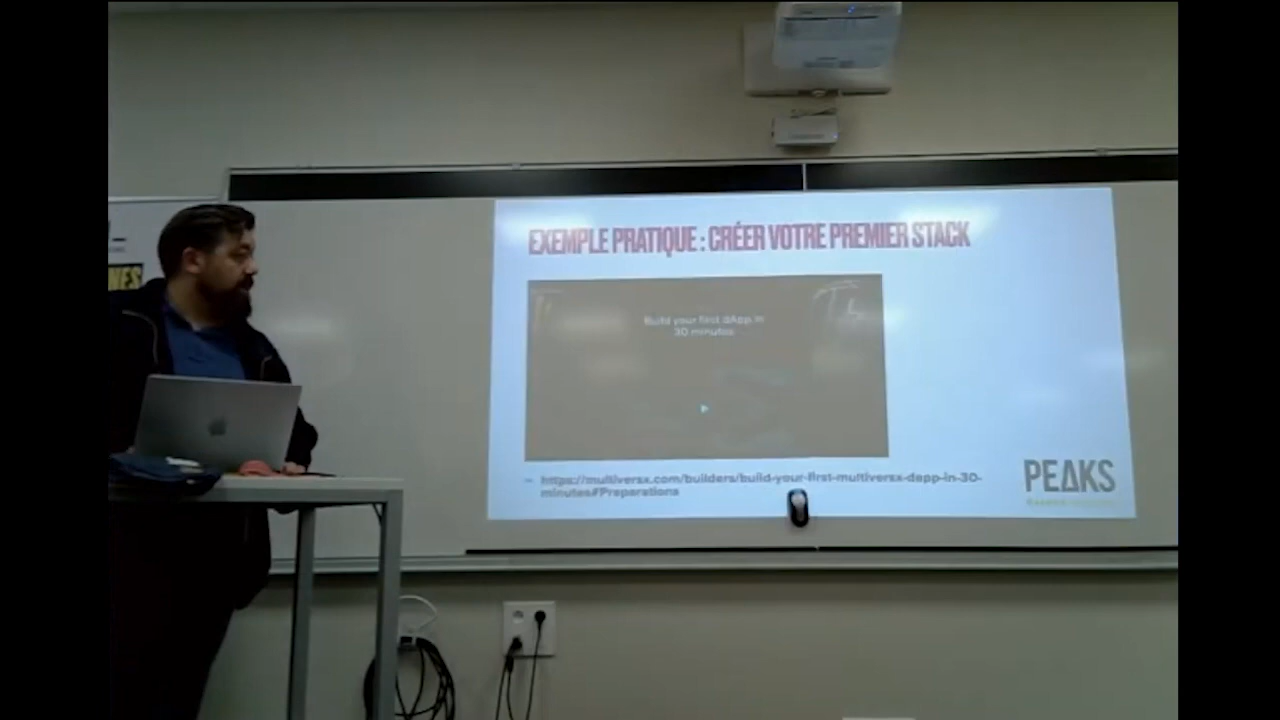 EXEMPLE PRATIQUE : CRÉER VOTRE PREMIER STACK
Build your first dApp in
30 minutes
https://multiversx.com/builders/build-your-first-multiversx-dapp-in-30-
minutes#Preparations
PEAKS